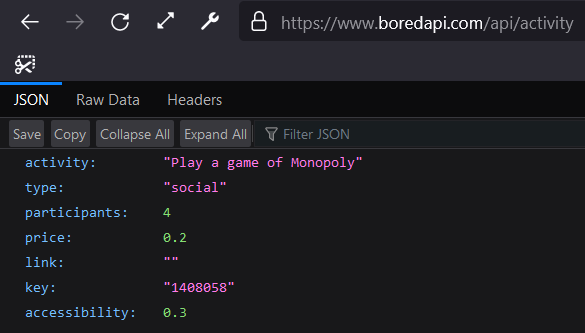 https://www.boredapi.com/api/activity
JSON Raw Data Headers
Save Copy Collapse All Expand All Filter JSON
activity: "Play a game of Monopoly"
type: "social"
participants: 4
price: 0.2
link: ""
key: "1408058"
accessibility: 0.3